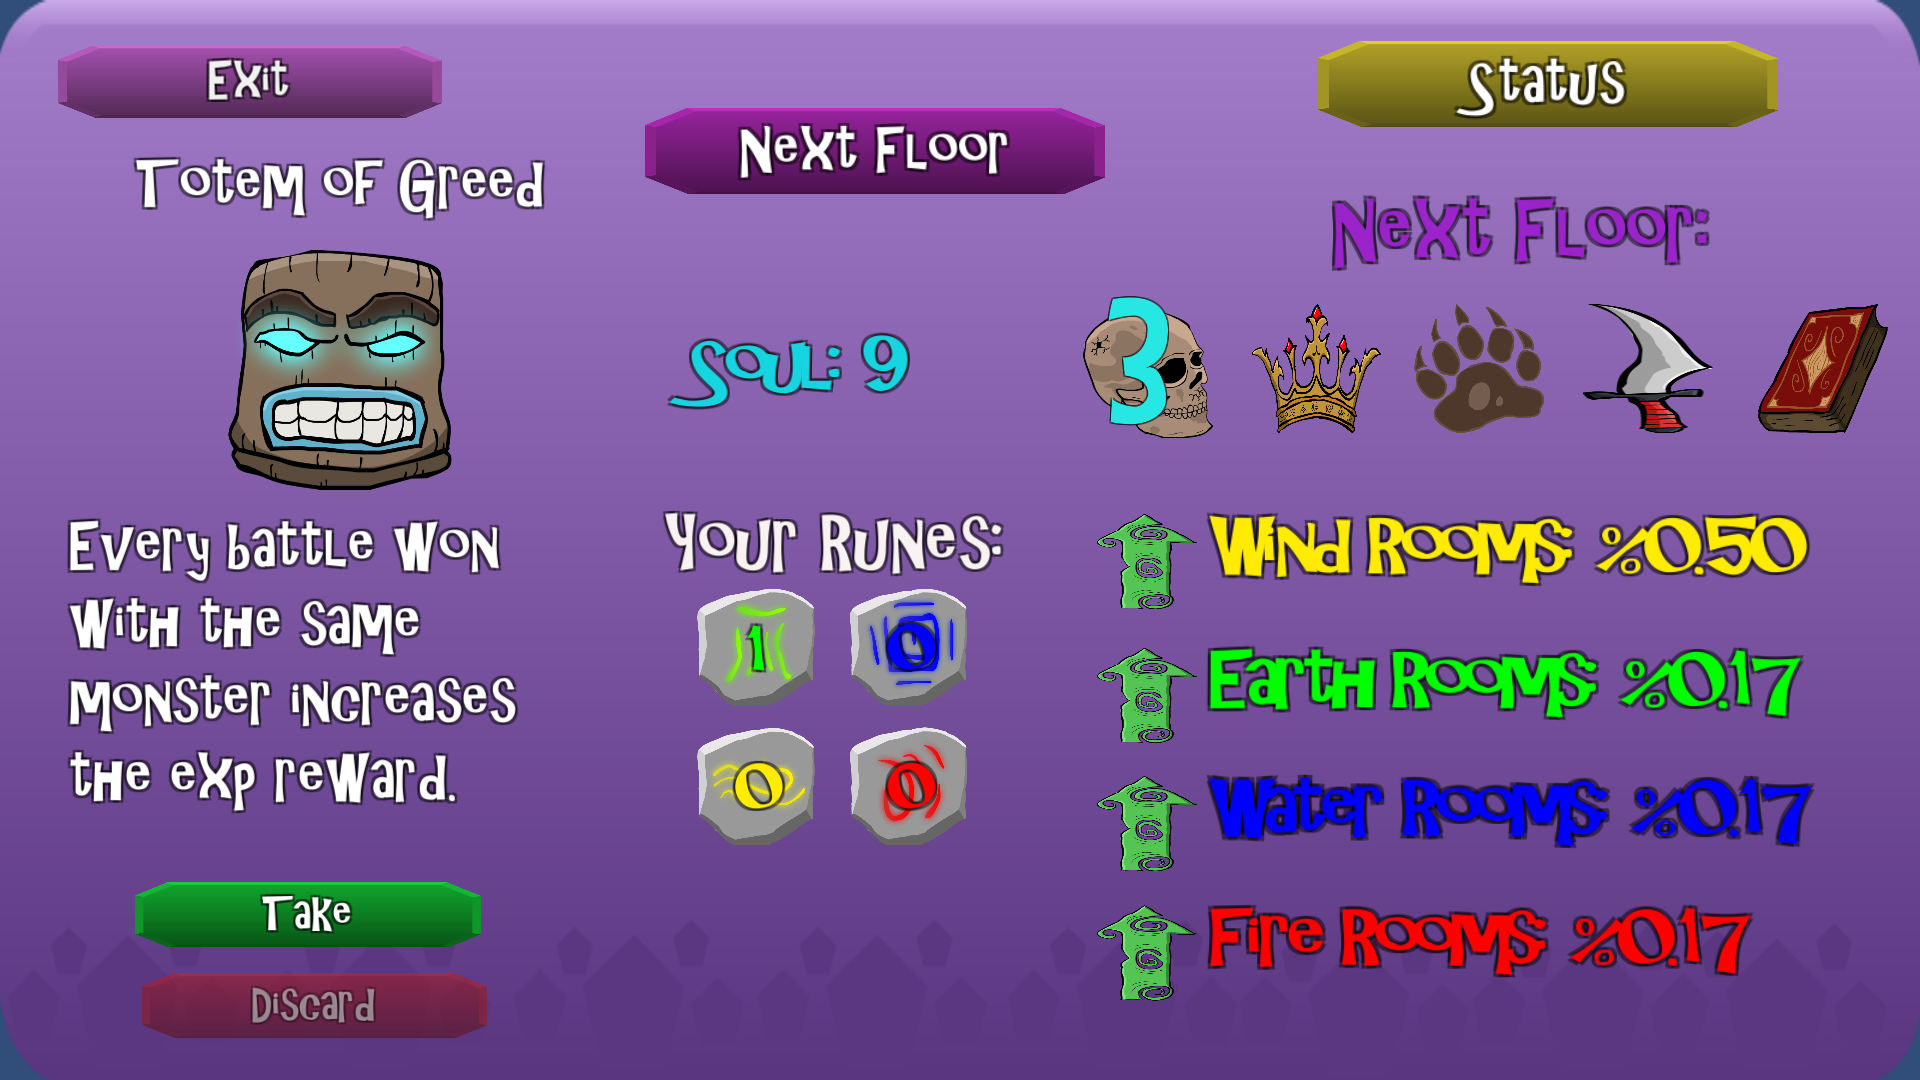 Exit
Totem of Greed
Every battle won
with the same
monster increases
the exp reward.
Take
Discard
Next Floor
Soul: 9
Your Runes:
1 0
0 0
Status
Next Floor:
3
Wind Rooms: %0.50
Earth Rooms: %0.17
Water Rooms: %0.17
Fire Rooms: %0.17